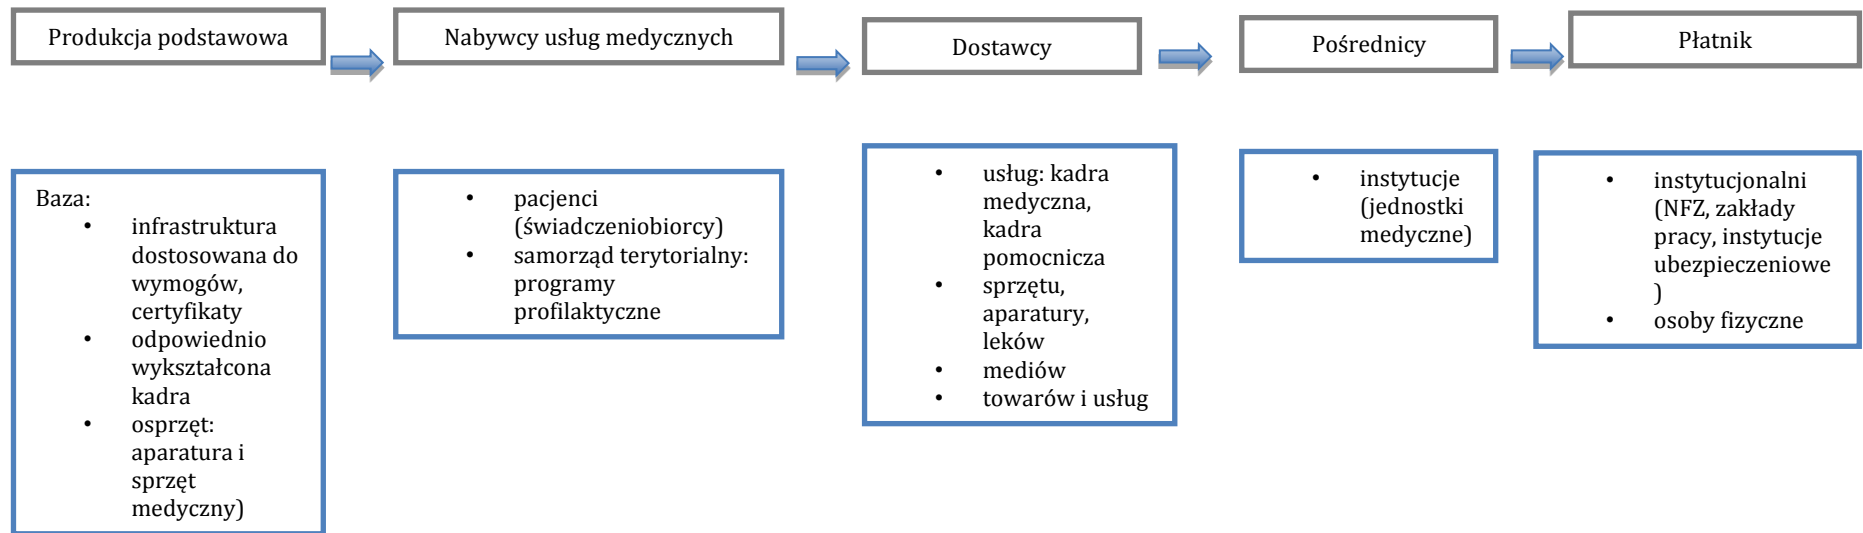 Produkcja podstawowa
Nabywcy usług medycznych
Dostawcy
Pośrednicy
Płatnik
Baza:
• infrastruktura
dostosowana do
wymogów,
certyfikaty
• odpowiednio
wykształcona
kadra
• osprzęt:
aparatura i
sprzęt
medyczny)
• pacjenci
(świadczeniobiorcy)
• samorząd terytorialny:
programy
profilaktyczne
• usług: kadra
medyczna,
kadra
pomocnicza
• sprzętu,
aparatury,
leków
• mediów
• towarów i usług
• instytucje
(jednostki
medyczne)
• instytucjonalni
(NFZ, zakłady
pracy, instytucje
ubezpieczeniowe
)
• osoby fizyczne